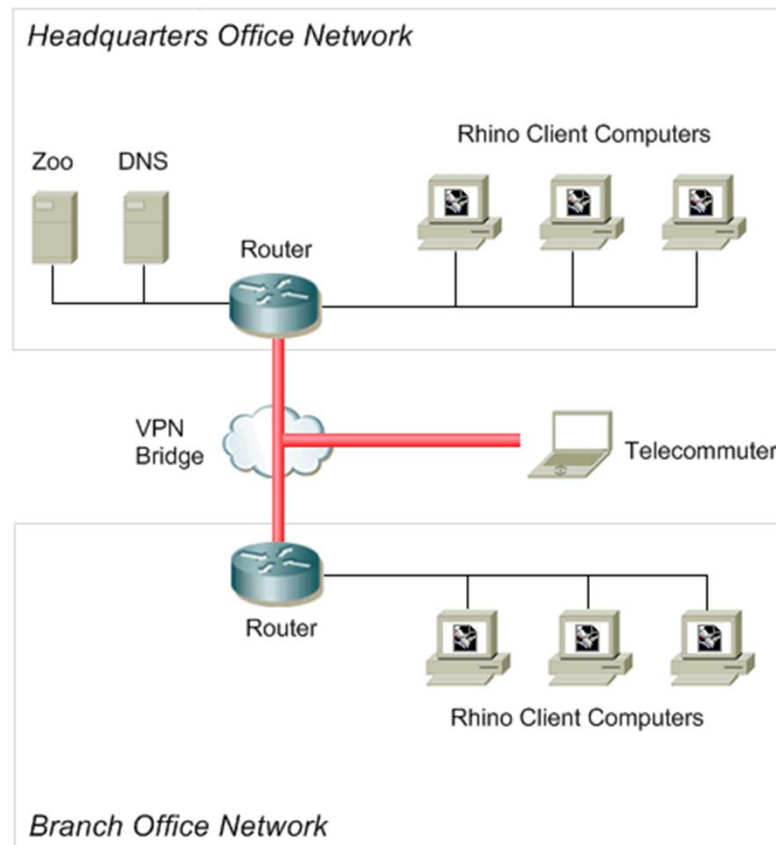 Headquarters Office Network
Rhino Client Computers
Zoo
DNS
Router
VPN
Bridge
Telecommuter
Router
Rhino Client Computers
Branch Office Network